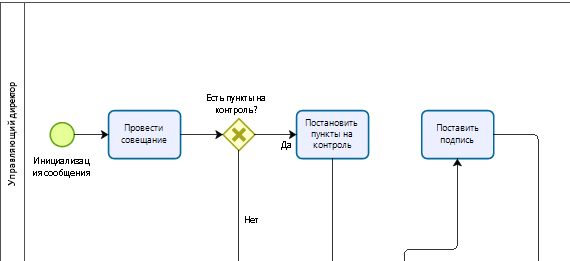 Управляющий директор
Есть пункты на
контроль?
Провести
совещание
Постановить
пункты на
контроль
Поставить
подпись
Да
Инициализац
ия сообщения
Нет